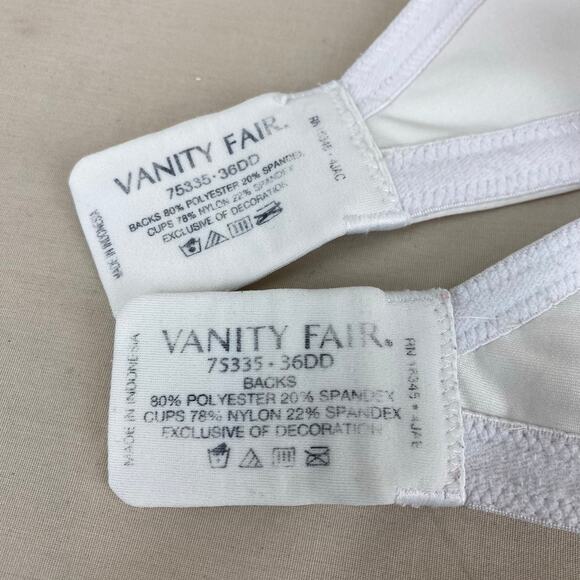 VANITY FAIR.
75335·36DD
BACKS 80% POLYESTER 20% SPANDEX
CUPS 78% NYLON 22% SPANDEX
EXCLUSIVE OF DECORATION
MADE IN INDONESIA
4JAC
VANITY FAIR®
75335·36DD
BACKS
80% POLYESTER 20% SPANDEX
CUPS 78% NYLON 22% SPANDEX
EXCLUSIVE OF DECORATION
MADE IN INDONESIA
RN 16345